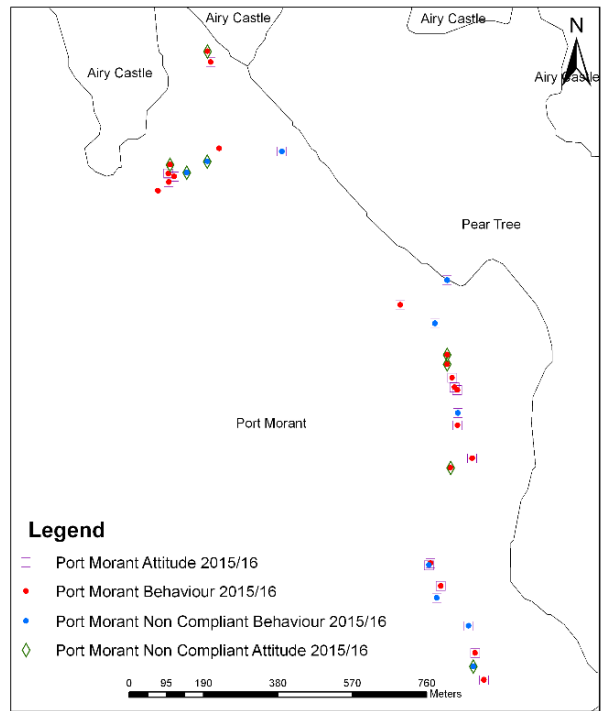 Airy Castle
Airy Castle
N
Airy Castle
Airy Castle
Pear Tree
Port Morant
Legend
Port Morant Attitude 2015/16
Port Morant Behaviour 2015/16
Port Morant Non Compliant Behaviour 2015/16
Port Morant Non Compliant Attitude 2015/16
0 95 190 380 570 760
Meters